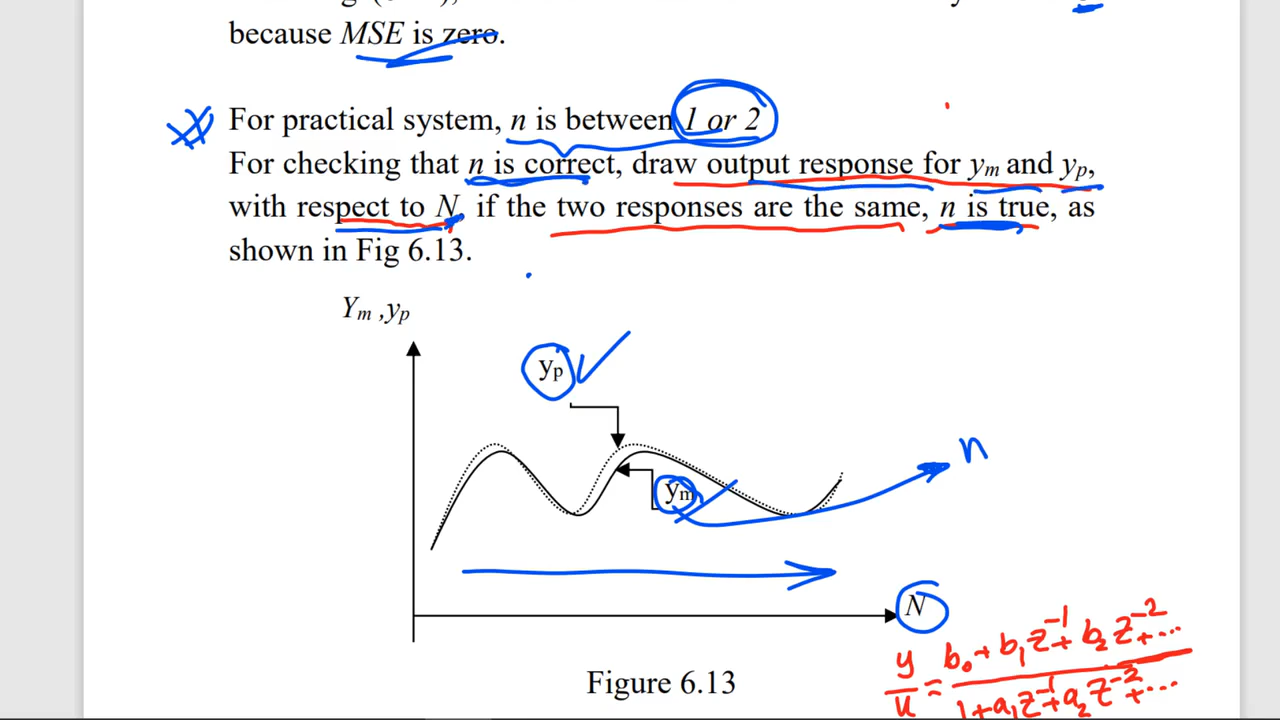 because MSE is zero.
For practical system, n is between 1 or 2
For checking that n is correct, draw output response for ym and yp,
with respect to N, if the two responses are the same, n is true, as
shown in Fig 6.13.
Ym ,yp
yp
n
ym
N
y/u = b₀ + b₁z⁻¹ + b₂z⁻² + ... / 1 + a₁z⁻¹ + a₂z⁻² + ...
Figure 6.13